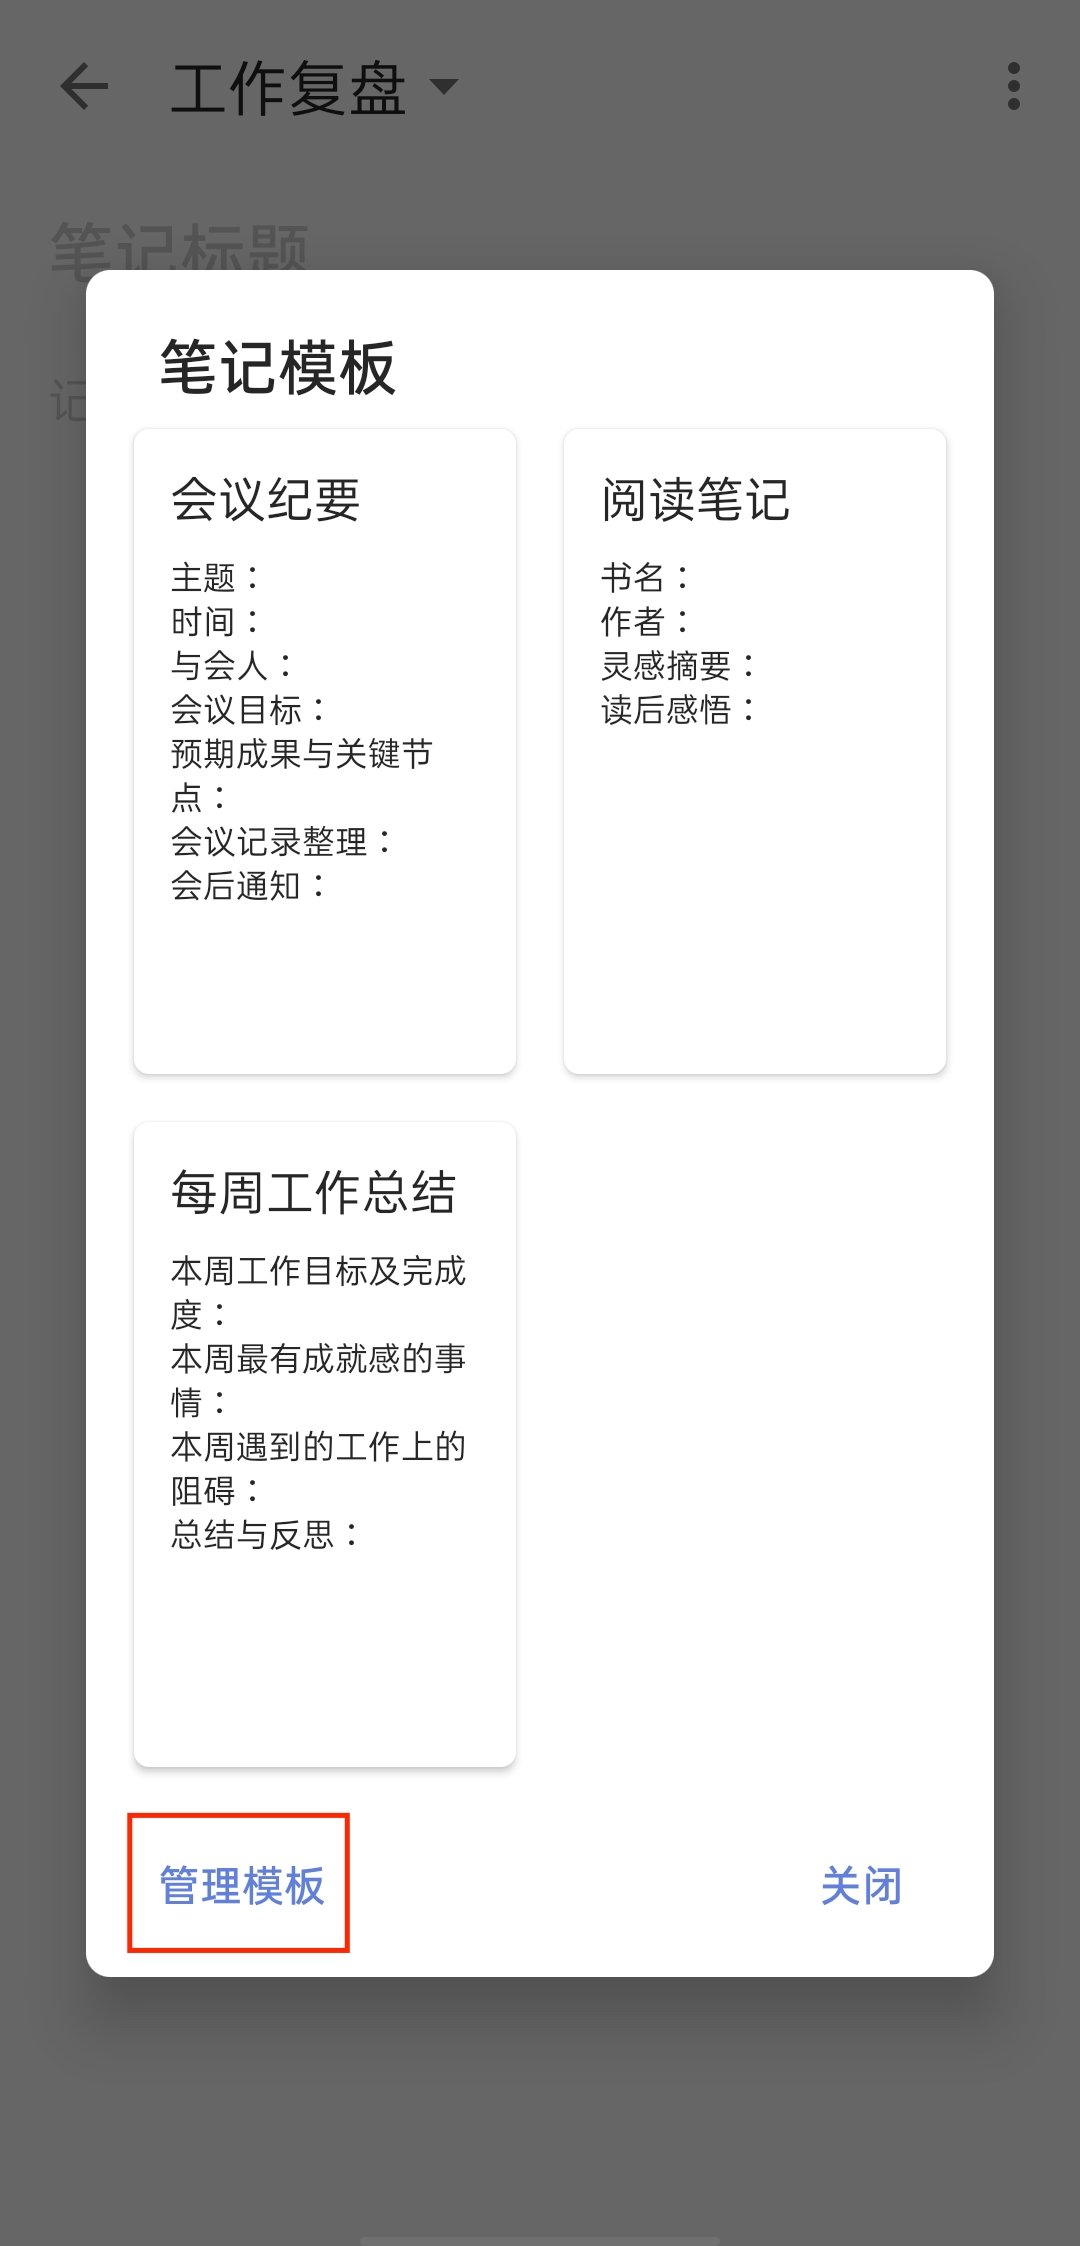 工作复盘
笔记标题
记
笔记模板
会议纪要
主题：
时间：
与会人：
会议目标：
预期成果与关键节
点：
会议记录整理：
会后通知：
阅读笔记
书名：
作者：
灵感摘要：
读后感悟：
每周工作总结
本周工作目标及完成
度：
本周最有成就感的事
情：
本周遇到的工作上的
阻碍：
总结与反思：
管理模板
关闭